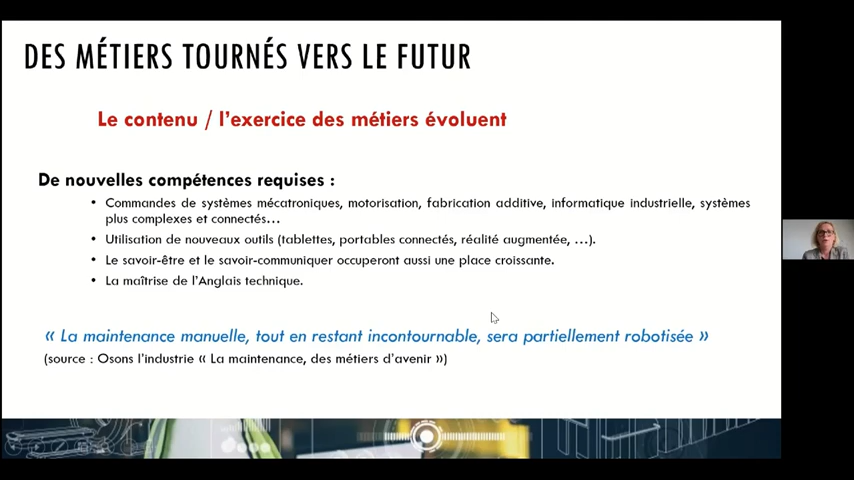 DES MÉTIERS TOURNÉS VERS LE FUTUR
Le contenu / l'exercice des métiers évoluent
De nouvelles compétences requises :
• Commandes de systèmes mécatroniques, motorisation, fabrication additive, informatique industrielle, systèmes
plus complexes et connectés…
• Utilisation de nouveaux outils (tablettes, portables connectés, réalité augmentée, …).
• Le savoir-être et le savoir-communiquer occuperont aussi une place croissante.
• La maîtrise de l'Anglais technique.
« La maintenance manuelle, tout en restant incontournable, sera partiellement robotisée »
(source : Osons l'industrie « La maintenance, des métiers d'avenir »)